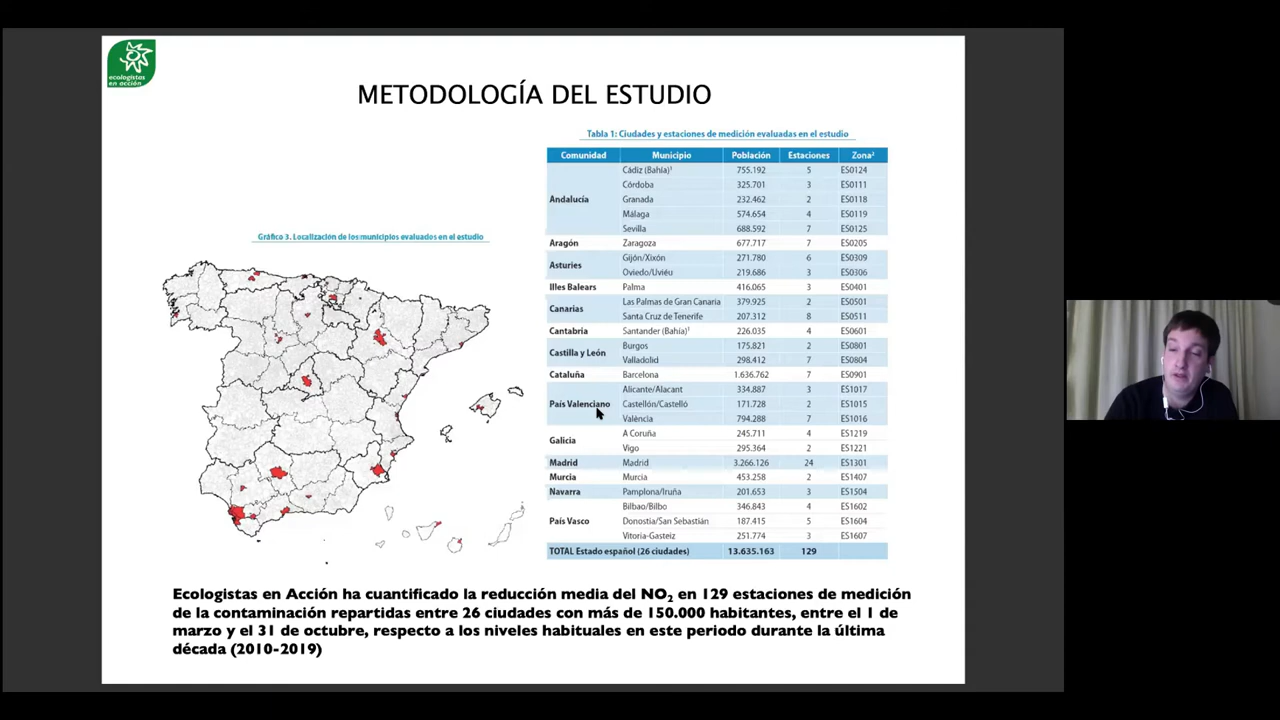 ecologistas
en acción
METODOLOGÍA DEL ESTUDIO
Tabla 1: Ciudades y estaciones de medición evaluadas en el estudio
Comunidad Municipio Población Estaciones Zona²
Andalucía Cádiz (Bahía)¹ 755.192 5 ES0124
Córdoba 325.701 3 ES0111
Granada 232.462 2 ES0118
Málaga 574.654 4 ES0119
Sevilla 688.592 7 ES0125
Aragón Zaragoza 677.717 7 ES0205
Asturies Gijón/Xixón 271.780 6 ES0309
Oviedo/Uviéu 219.686 3 ES0306
Illes Balears Palma 416.065 3 ES0401
Canarias Las Palmas de Gran Canaria 379.925 2 ES0501
Santa Cruz de Tenerife 207.312 8 ES0511
Cantabria Santander (Bahía)¹ 226.035 4 ES0601
Castilla y León Burgos 175.821 2 ES0801
Valladolid 298.412 7 ES0804
Cataluña Barcelona 1.636.762 7 ES0901
País Valenciano Alicante/Alacant 334.887 3 ES1017
Castellón/Castelló 171.728 2 ES1015
València 794.288 7 ES1016
Galicia A Coruña 245.711 4 ES1219
Vigo 295.364 2 ES1221
Madrid Madrid 3.266.126 24 ES1301
Murcia Murcia 453.258 2 ES1407
Navarra Pamplona/Iruña 201.653 3 ES1504
País Vasco Bilbao/Bilbo 346.843 4 ES1602
Donostia/San Sebastián 187.415 5 ES1604
Vitoria-Gasteiz 251.774 3 ES1607
TOTAL Estado español (26 ciudades) 13.635.163 129
Gráfico 3. Localización de los municipios evaluados en el estudio
Ecologistas en Acción ha cuantificado la reducción media del NO₂ en 129 estaciones de medición
de la contaminación repartidas entre 26 ciudades con más de 150.000 habitantes, entre el 1 de
marzo y el 31 de octubre, respecto a los niveles habituales en este periodo durante la última
década (2010-2019)